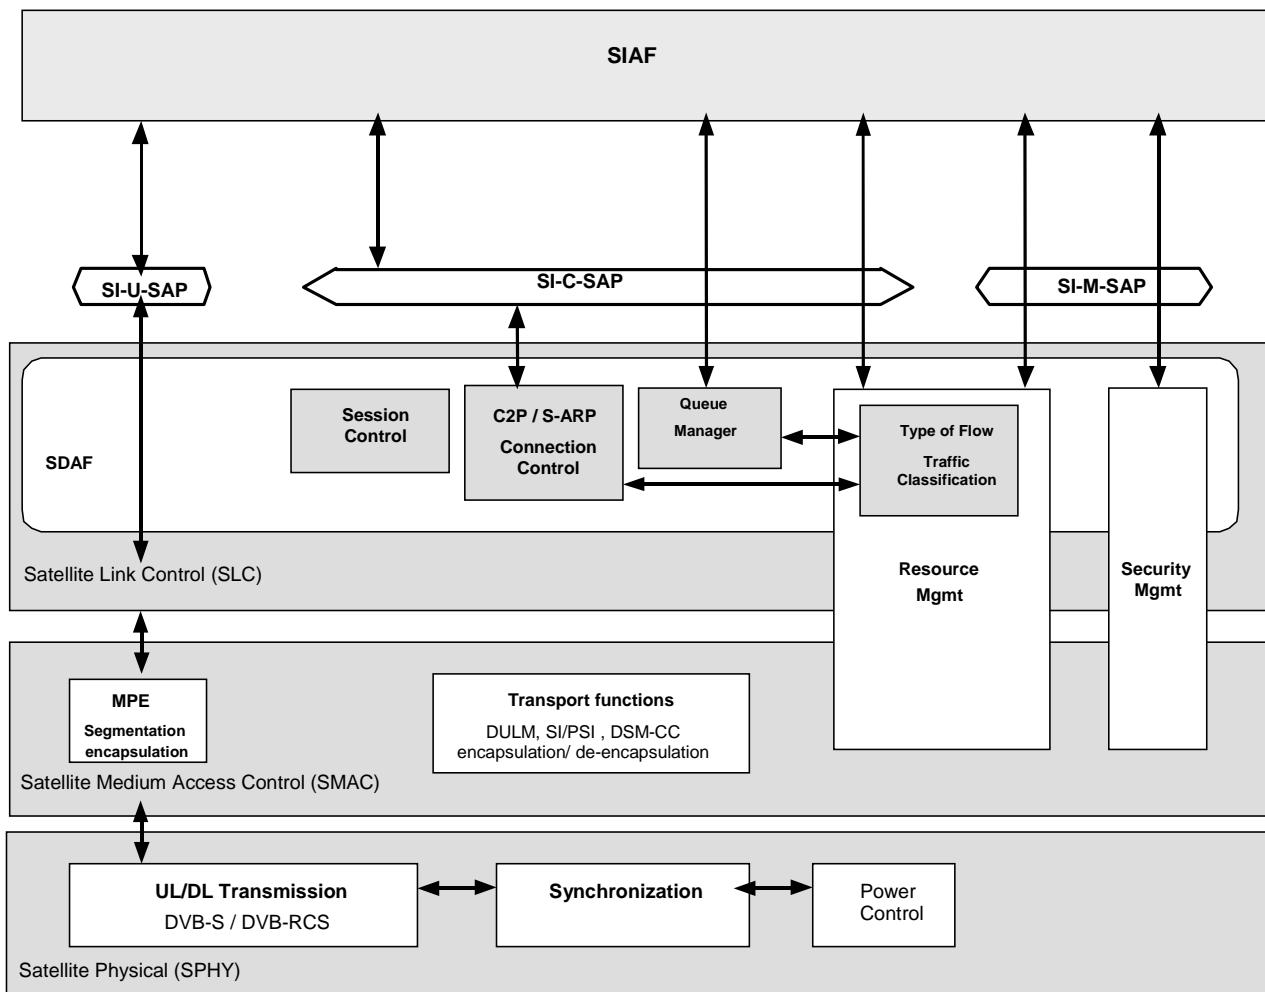 SIAF
SI-U-SAP
SI-C-SAP
SI-M-SAP
SDAF
Session
Control
C2P / S-ARP
Connection
Control
Queue
Manager
Type of Flow
Traffic
Classification
Resource
Mgmt
Security
Mgmt
Satellite Link Control (SLC)
MPE
Segmentation
encapsulation
Transport functions
DULM, SI/PSI , DSM-CC
encapsulation/ de-encapsulation
Satellite Medium Access Control (SMAC)
UL/DL Transmission
DVB-S / DVB-RCS
Synchronization
Power
Control
Satellite Physical (SPHY)